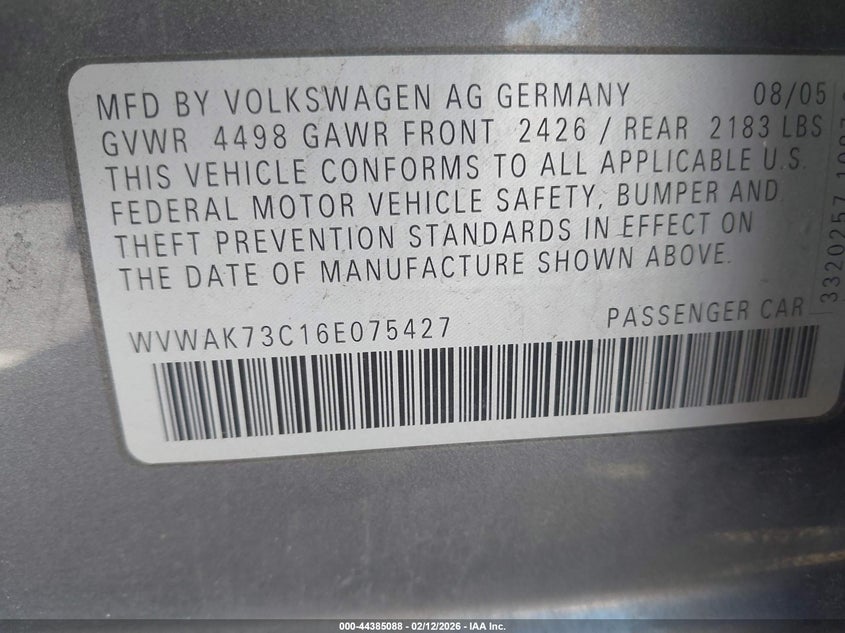 MFD BY VOLKSWAGEN AG GERMANY 08/05
GVWR 4498 GAWR FRONT 2426 / REAR 2183 LBS
THIS VEHICLE CONFORMS TO ALL APPLICABLE U.S.
FEDERAL MOTOR VEHICLE SAFETY, BUMPER AND
THEFT PREVENTION STANDARDS IN EFFECT ON
THE DATE OF MANUFACTURE SHOWN ABOVE.
WVWAK73C16E075427 PASSENGER CAR
3320257
000-44385088 - 02/12/2026 - IAA Inc.